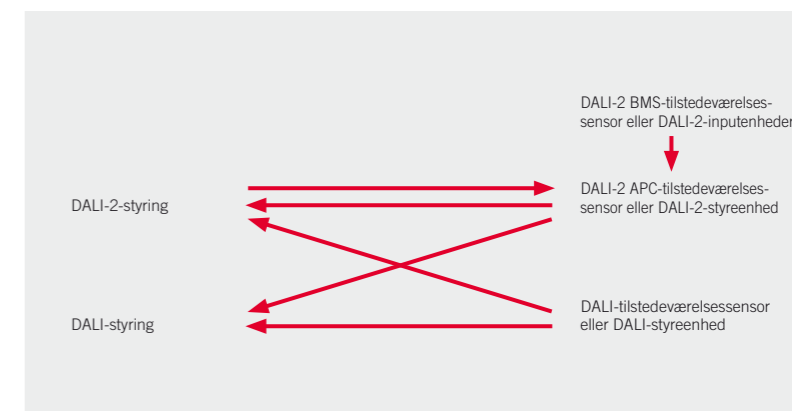 DALI-2 BMS-tilstedeværelses-
sensor eller DALI-2-inputenheder
DALI-2-styring
DALI-2 APC-tilstedeværelses-
sensor eller DALI-2-styreenhed
DALI-styring
DALI-tilstedeværelsessensor
eller DALI-styreenhed